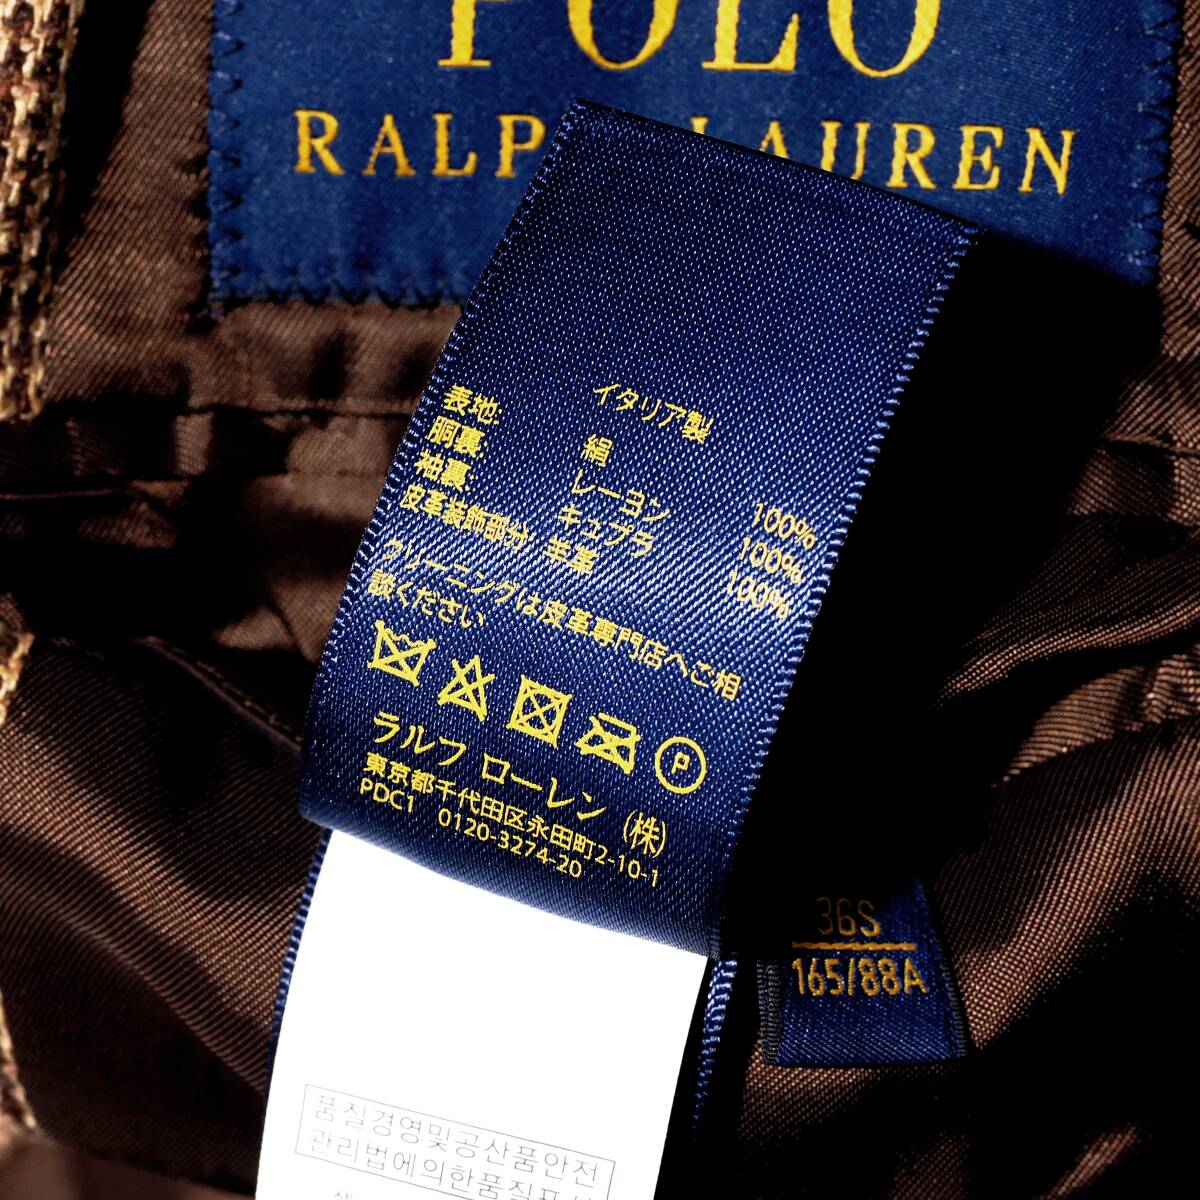 POLO
RALP LAUREN
イタリア製
表地: 絹 100%
胴裏: レーヨン 100%
袖裏: キュプラ 100%
皮革装飾部分: 羊革
クリーニングは皮革専門店へご相
談ください
P
ラルフ ローレン (株)
東京都千代田区永田町2-10-1
PDC1 0120-3274-20
36S
165/88A
품질경영및공산품안전
관리법에의한품질표시